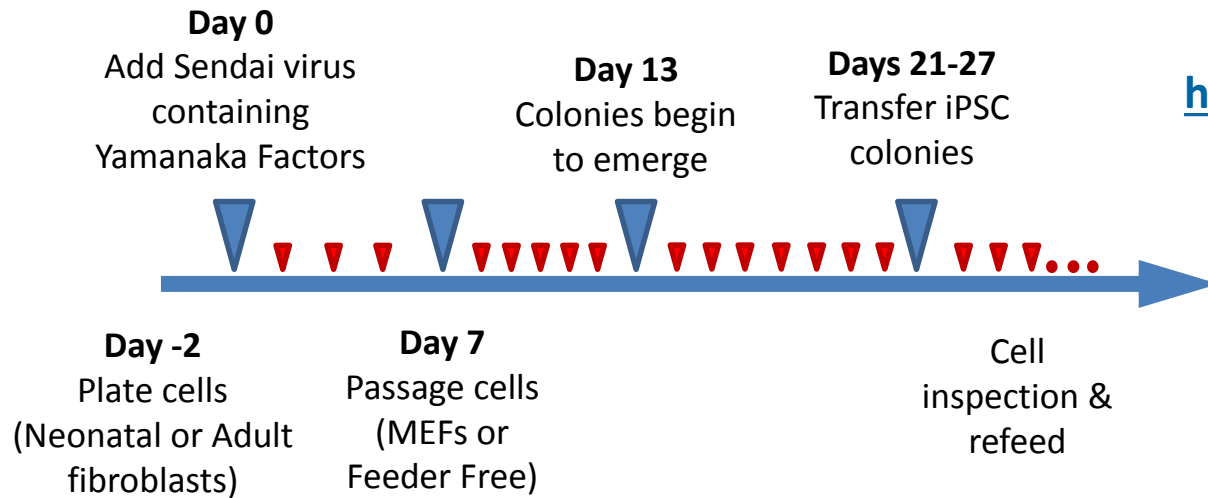 Day 0
Add Sendai virus
containing
Yamanaka Factors
Day 13
Colonies begin
to emerge
Days 21-27
Transfer iPSC
colonies
h
Day -2
Plate cells
(Neonatal or Adult
fibroblasts)
Day 7
Passage cells
(MEFs or
Feeder Free)
Cell
inspection &
refeed